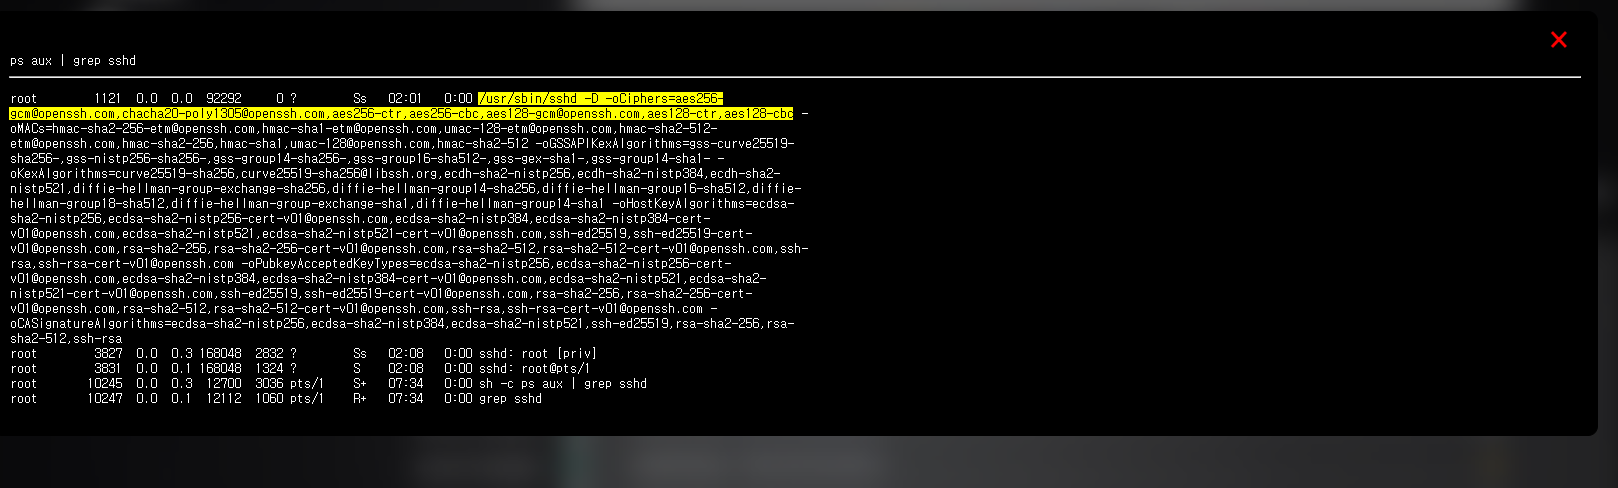 ps aux | grep sshd
root        1121  0.0  0.0  92292     0 ?        Ss   02:01   0:00 /usr/sbin/sshd -D -oCiphers=aes256-
gcm@openssh.com,chacha20-poly1305@openssh.com,aes256-ctr,aes256-cbc,aes128-gcm@openssh.com,aes128-ctr,aes128-cbc -
oMACs=hmac-sha2-256-etm@openssh.com,hmac-sha1-etm@openssh.com,umac-128-etm@openssh.com,hmac-sha2-512-
etm@openssh.com,hmac-sha2-256,hmac-sha1,umac-128@openssh.com,hmac-sha2-512 -oGSSAPIKexAlgorithms=gss-curve25519-
sha256-,gss-nistp256-sha256-,gss-group14-sha256-,gss-group16-sha512-,gss-gex-sha1-,gss-group14-sha1- -
oKexAlgorithms=curve25519-sha256,curve25519-sha256@libssh.org,ecdh-sha2-nistp256,ecdh-sha2-nistp384,ecdh-sha2-
nistp521,diffie-hellman-group-exchange-sha256,diffie-hellman-group14-sha256,diffie-hellman-group16-sha512,diffie-
hellman-group18-sha512,diffie-hellman-group-exchange-sha1,diffie-hellman-group14-sha1 -oHostKeyAlgorithms=ecdsa-
sha2-nistp256,ecdsa-sha2-nistp256-cert-v01@openssh.com,ecdsa-sha2-nistp384,ecdsa-sha2-nistp384-cert-
v01@openssh.com,ecdsa-sha2-nistp521,ecdsa-sha2-nistp521-cert-v01@openssh.com,ssh-ed25519,ssh-ed25519-cert-
v01@openssh.com,rsa-sha2-256,rsa-sha2-256-cert-v01@openssh.com,rsa-sha2-512,rsa-sha2-512-cert-v01@openssh.com,ssh-
rsa,ssh-rsa-cert-v01@openssh.com -oPubkeyAcceptedKeyTypes=ecdsa-sha2-nistp256,ecdsa-sha2-nistp256-cert-
v01@openssh.com,ecdsa-sha2-nistp384,ecdsa-sha2-nistp384-cert-v01@openssh.com,ecdsa-sha2-nistp521,ecdsa-sha2-
nistp521-cert-v01@openssh.com,ssh-ed25519,ssh-ed25519-cert-v01@openssh.com,rsa-sha2-256,rsa-sha2-256-cert-
v01@openssh.com,rsa-sha2-512,rsa-sha2-512-cert-v01@openssh.com,ssh-rsa,ssh-rsa-cert-v01@openssh.com -
oCASignatureAlgorithms=ecdsa-sha2-nistp256,ecdsa-sha2-nistp384,ecdsa-sha2-nistp521,ssh-ed25519,rsa-sha2-256,rsa-
sha2-512,ssh-rsa
root        3827  0.0  0.3 168048  2832 ?        Ss   02:08   0:00 sshd: root [priv]
root        3831  0.0  0.1 168048  1324 ?        S    02:08   0:00 sshd: root@pts/1
root       10245  0.0  0.3  12700  3036 pts/1    S+   07:34   0:00 sh -c ps aux | grep sshd
root       10247  0.0  0.1  12112  1060 pts/1    R+   07:34   0:00 grep sshd